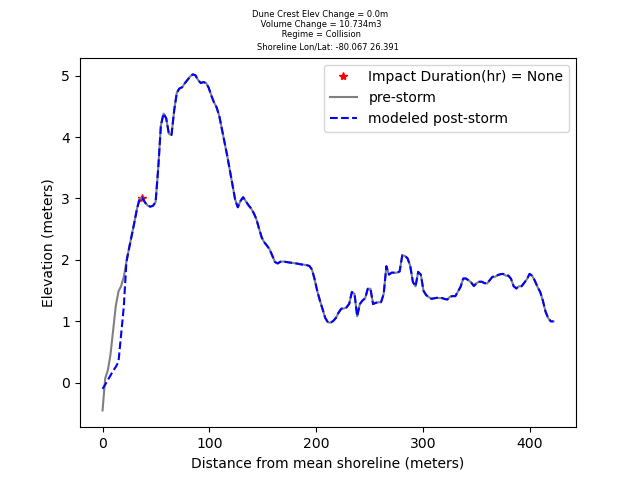 Dune Crest Elev Change = 0.0m
Volume Change = 10.734m3
Regime = Collision
Shoreline Lon/Lat: -80.067 26.391
Impact Duration(hr) = None
pre-storm
modeled post-storm
Elevation (meters)
5
4
3
2
1
0
0 100 200 300 400
Distance from mean shoreline (meters)